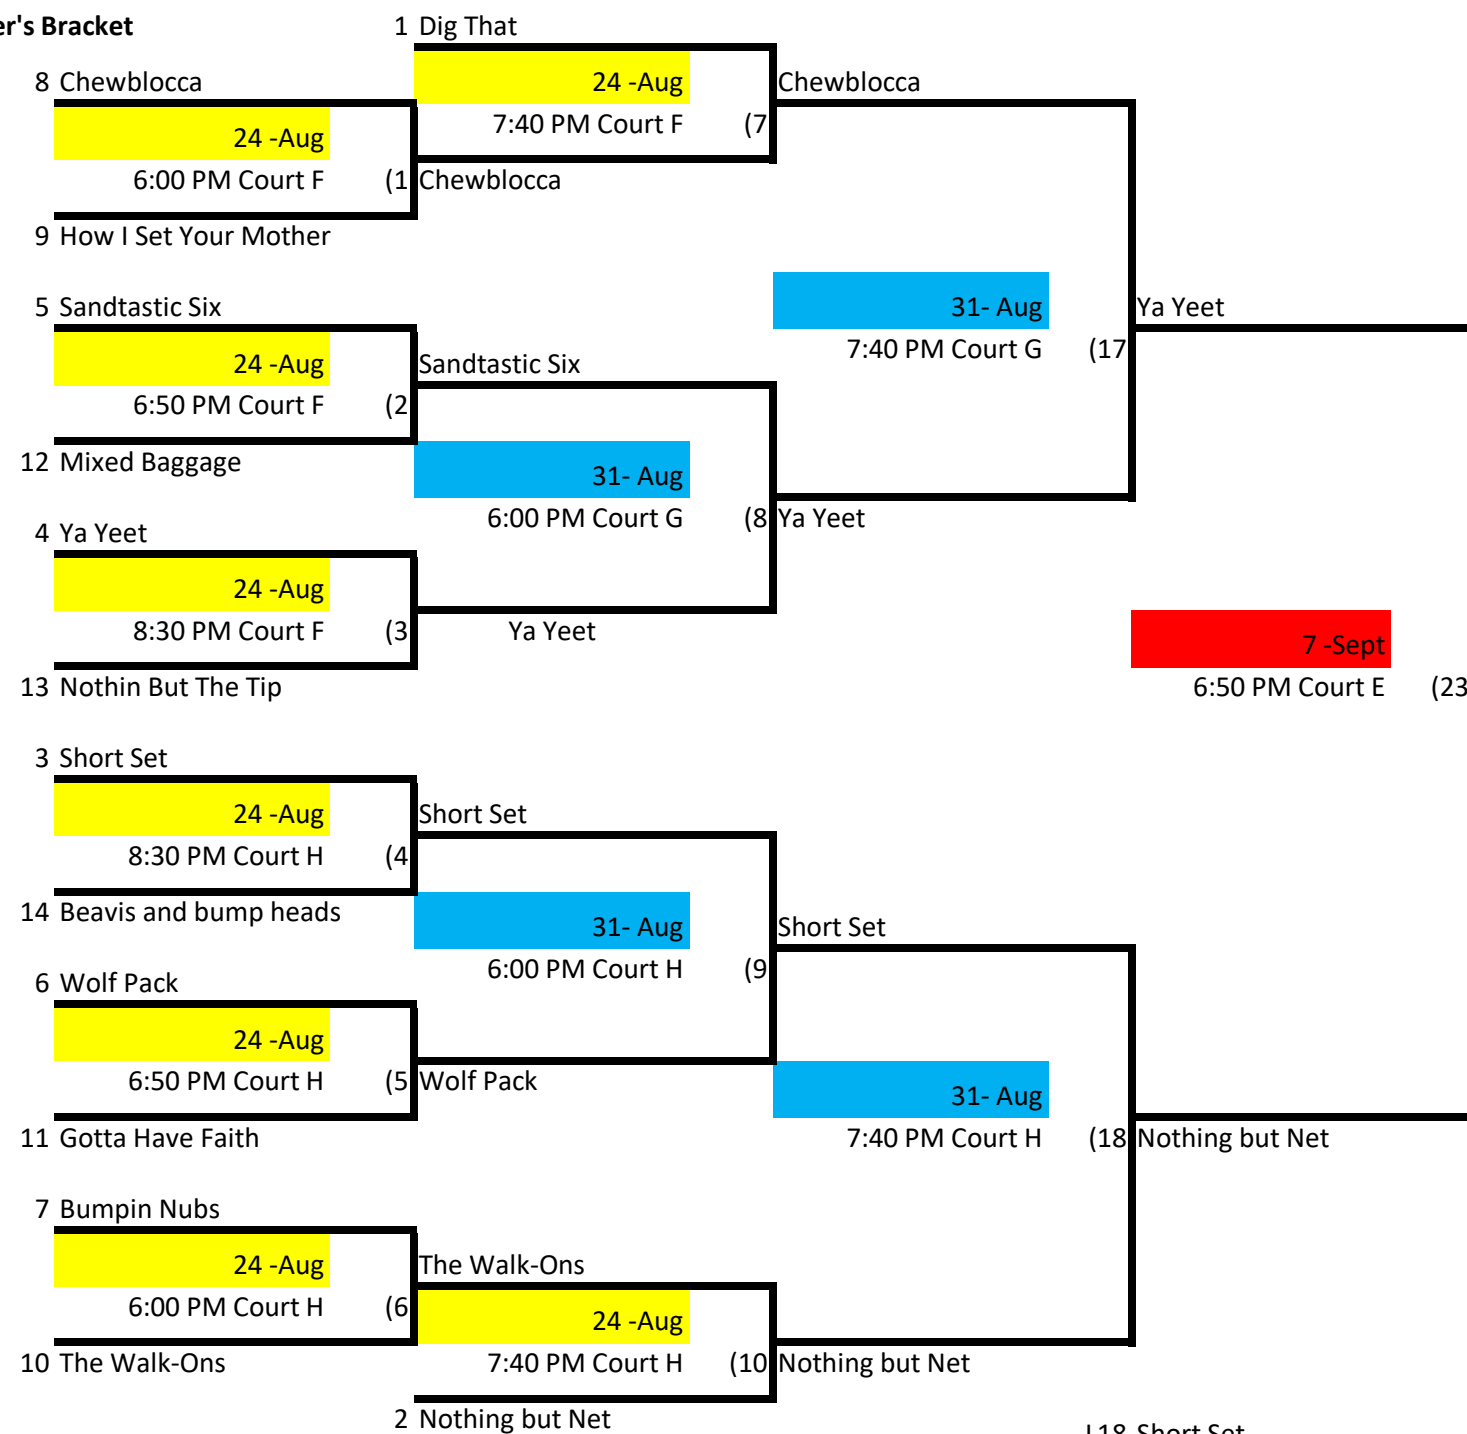 er's Bracket
1 Dig That
8 Chewblocca
24 -Aug
Chewblocca
24 -Aug
7:40 PM Court F (7
6:00 PM Court F (1
Chewblocca
9 How I Set Your Mother
5 Sandtastic Six
31- Aug
Ya Yeet
24 -Aug
Sandtastic Six
7:40 PM Court G (17
6:50 PM Court F (2
12 Mixed Baggage
31- Aug
6:00 PM Court G (8
Ya Yeet
4 Ya Yeet
24 -Aug
8:30 PM Court F (3
Ya Yeet
7 -Sept
13 Nothin But The Tip
6:50 PM Court E (23
3 Short Set
24 -Aug
Short Set
8:30 PM Court H (4
14 Beavis and bump heads
31- Aug
Short Set
6:00 PM Court H (9
6 Wolf Pack
24 -Aug
6:50 PM Court H (5
Wolf Pack
31- Aug
11 Gotta Have Faith
7:40 PM Court H (18
Nothing but Net
7 Bumpin Nubs
24 -Aug
The Walk-Ons
6:00 PM Court H (6
24 -Aug
10 The Walk-Ons
7:40 PM Court H (10
Nothing but Net
2 Nothing but Net
L18 Short Set